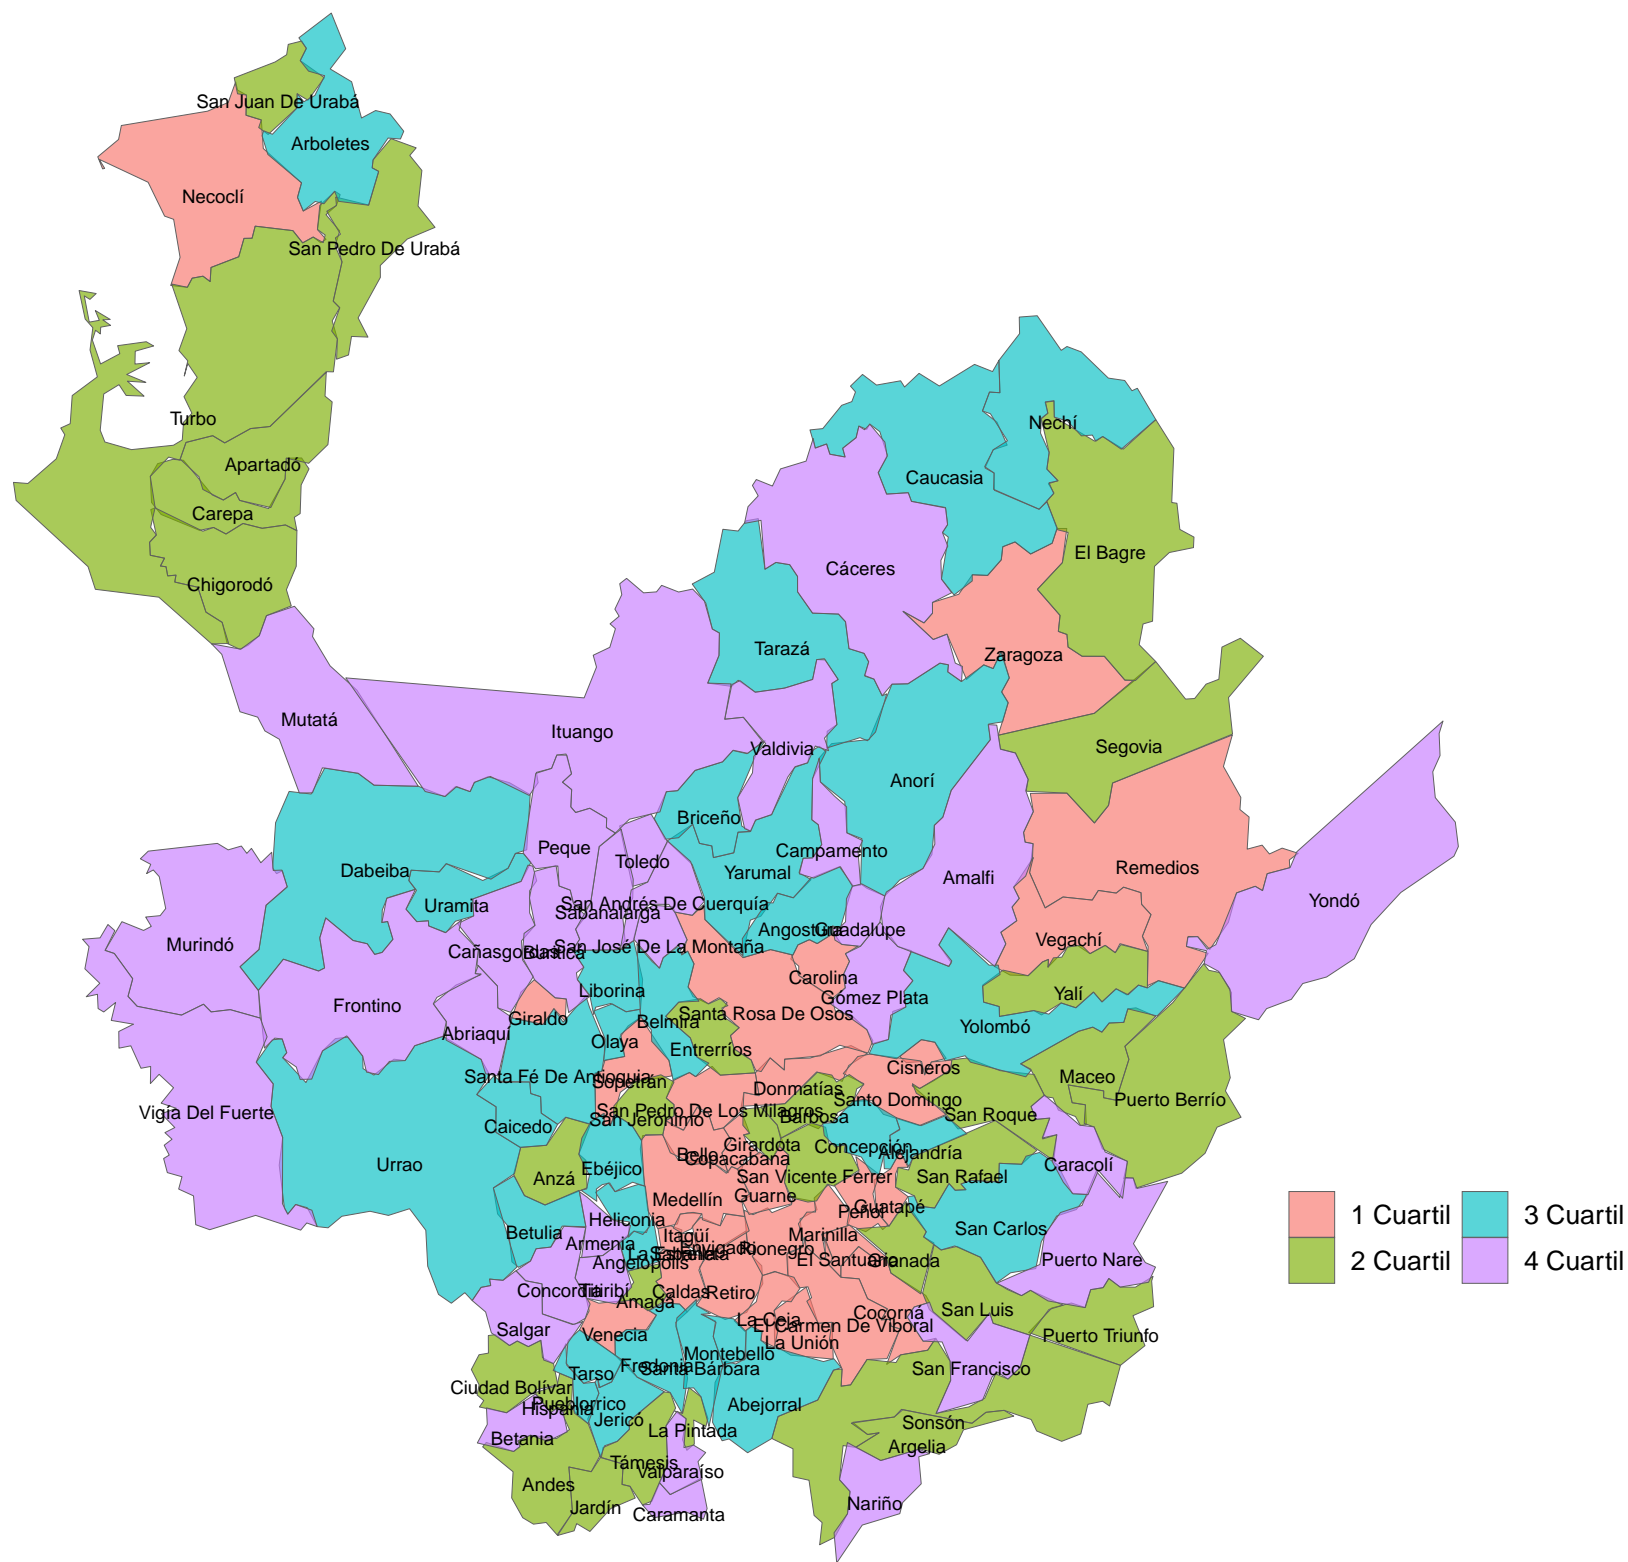 San Juan De Urabá
Arboletes
Necoclí
San Pedro De Urabá
Turbo
Apartadó
Carepa
Chigorodó
Nechí
Caucasia
El Bagre
Cáceres
Tarazá
Zaragoza
Mutatá
Ituango
Valdivia
Segovia
Anorí
Briceño
Peque
Toledo
Campamento
Dabeiba
Yarumal
Amalfi
Remedios
Yondó
Uramita
San Andrés De Cuerquía
Sabanalarga
Murindó
Angostura
Guadalupe
Vegachí
Cañasgordas
Buriticá
San José De La Montaña
Carolina
Liborina
Gómez Plata
Yalí
Frontino
Giraldo
Santa Rosa De Osos
Belmira
Yolombó
Abriaquí
Olaya
Entrerríos
Cisneros
Santa Fé De Antioquia
Sopetrán
Donmatías
Maceo
Santo Domingo
Puerto Berrío
Vigía Del Fuerte
San Pedro De Los Milagros
Barbosa
San Roque
San Jerónimo
Caicedo
Girardota
Concepción
Alejandría
Bello
Copacabana
Urrao
Ebéjico
Anzá
San Vicente Ferrer
San Rafael
Caracolí
Medellín
Guarne
Guatapé
Peñol
Heliconia
San Carlos
1 Cuartil
3 Cuartil
Betulia
Armenia
Itagüí
Marinilla
La Estrella
Sabaneta
Envigado
Rionegro
El Santuario
Granada
Puerto Nare
2 Cuartil
4 Cuartil
Angelópolis
Concordia
Titiribí
Caldas
Retiro
Amagá
San Luis
Cocorná
La Ceja
El Carmen De Viboral
Salgar
Venecia
La Unión
Puerto Triunfo
Montebello
Fredonia
Santa Bárbara
San Francisco
Tarso
Ciudad Bolívar
Pueblorrico
Hispania
Abejorral
Jericó
La Pintada
Sonsón
Betania
Argelia
Támesis
Valparaíso
Andes
Jardín
Nariño
Caramanta